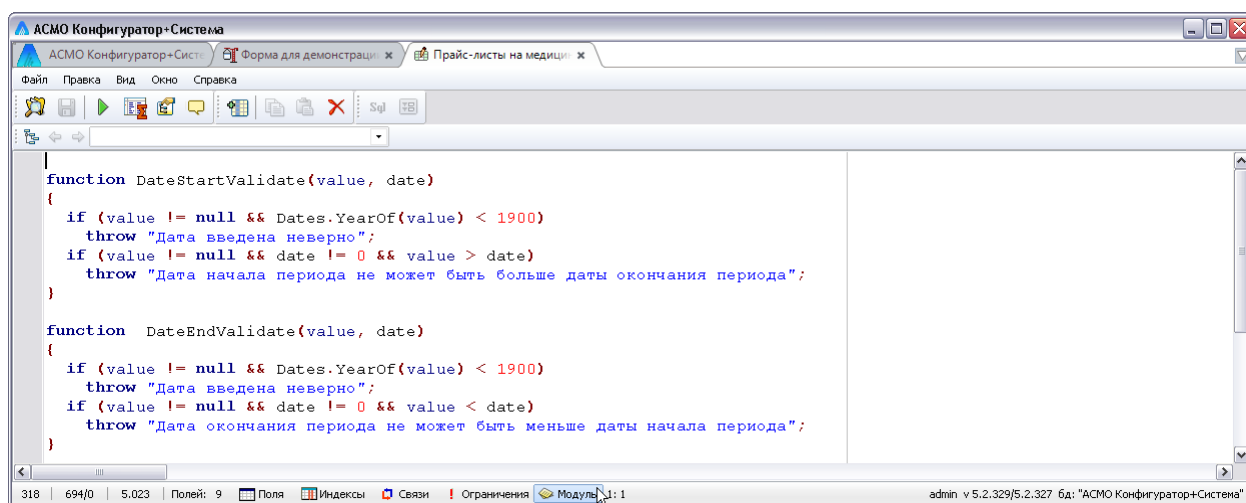 АСМО Конфигуратор+Система
АСМО Конфигуратор+Сист Форма для демонстраци Прайс-листы на медицин
Файл Правка Вид Окно Справка
Sql
function DateStartValidate(value, date)
{
if (value != null && Dates.YearOf(value) < 1900)
throw "Дата введена неверно";
if (value != null && date != 0 && value > date)
throw "Дата начала периода не может быть больше даты окончания периода";
}
function DateEndValidate(value, date)
{
if (value != null && Dates.YearOf(value) < 1900)
throw "Дата введена неверно";
if (value != null && date != 0 && value < date)
throw "Дата окончания периода не может быть меньше даты начала периода";
}
318 694/0 5.023 Полей: 9 Поля Индексы Связи Ограничения Модуль 1: 1 admin v 5.2.329/5.2.327 бд: "АСМО Конфигуратор+Система"